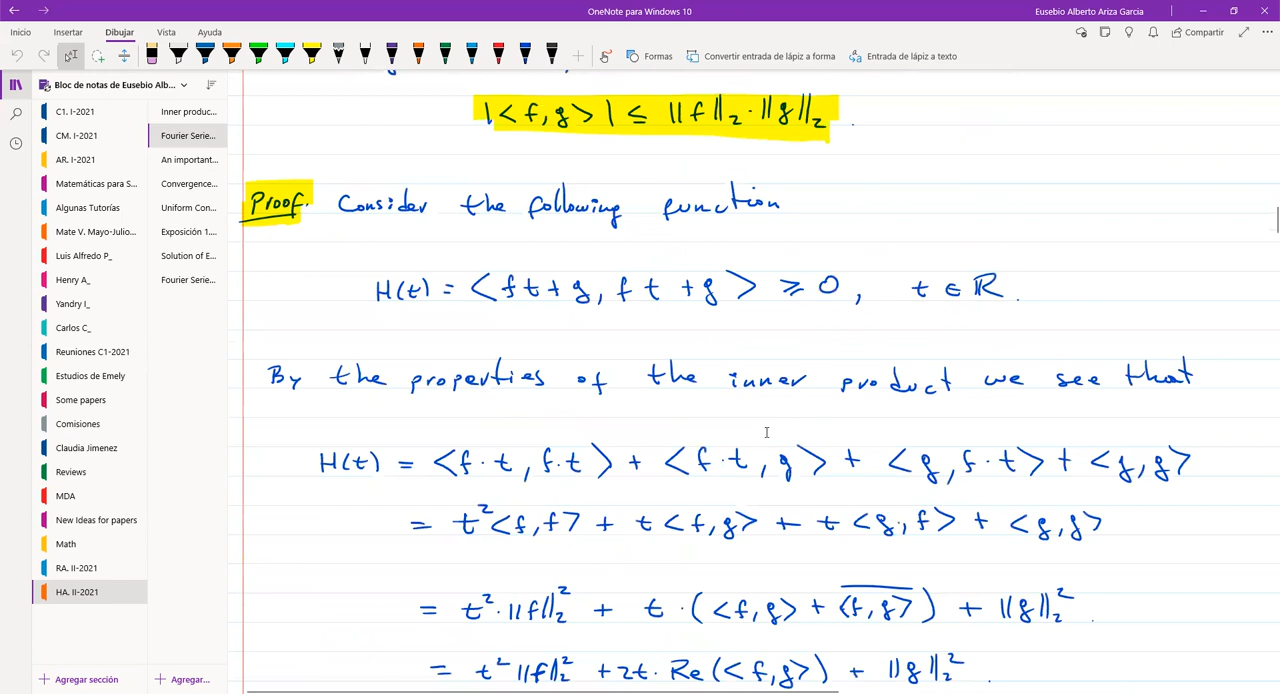 OneNote para Windows 10
Eusebio Alberto Ariza Garcia
Inicio Insertar Dibujar Vista Ayuda
Compartir
Formas Convertir entrada de lápiz a forma Entrada de lápiz a texto
Bloc de notas de Eusebio Alb...
C1. I-2021
CM. I-2021
AR. I-2021
Matemáticas para S...
Algunas Tutorías
Mate V. Mayo-Julio...
Luis Alfredo P_
Henry A_
Yandry I_
Carlos C_
Reuniones C1-2021
Estudios de Emely
Some papers
Comisiones
Claudia Jimenez
Reviews
MDA
New Ideas for papers
Math
RA. II-2021
HA. II-2021
Agregar sección
Inner produc...
Fourier Serie...
An important...
Convergence...
Uniform Con...
Exposición 1....
Solution of E...
Fourier Serie...
Agregar...
|<f,g>| ≤ ||f||₂·||g||₂
Proof. Consider the following function
H(t) = <ft+g, ft+g> ≥ 0, t ∈ ℝ.
By the properties of the inner product we see that
H(t) = <f·t, f·t> + <f·t, g> + <g, f·t> + <g,g>
= t²<f,f> + t<f,g> + t<g,f> + <g,g>
= t²·||f||₂² + t·(<f,g> + \overline{<f,g>}) + ||g||₂².
= t²||f||₂² + 2t·Re(<f,g>) + ||g||₂².